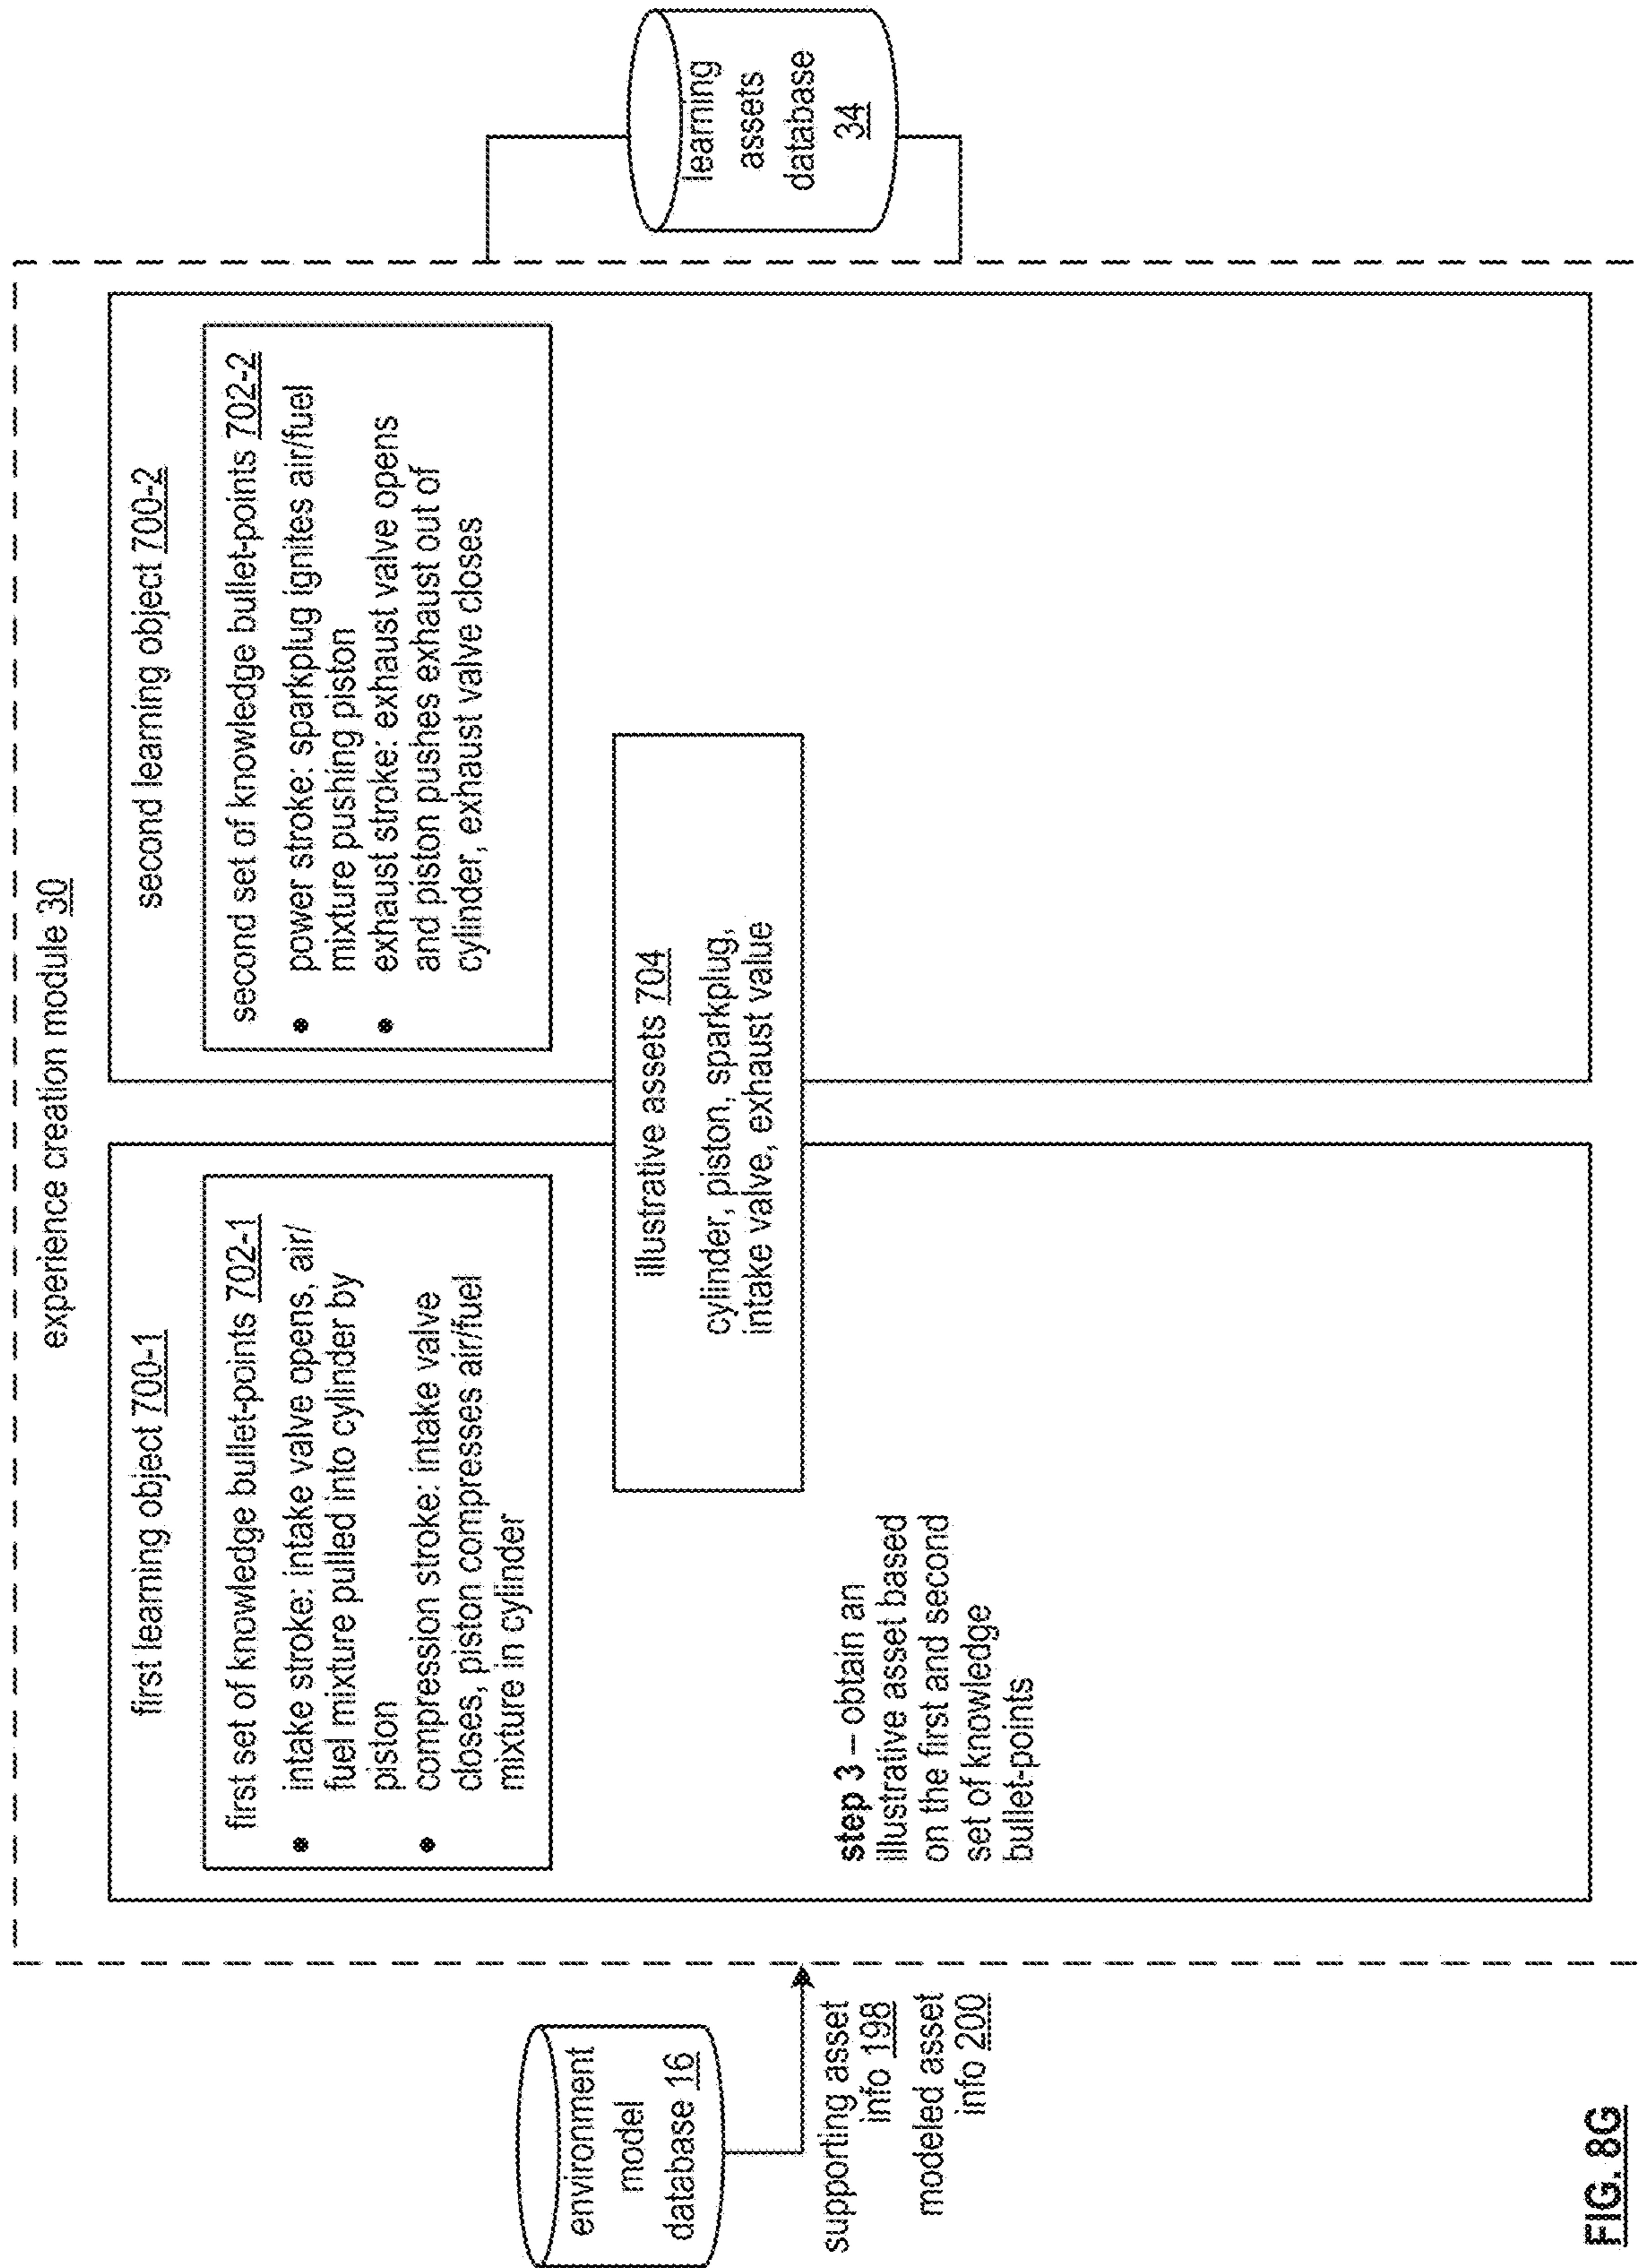 experience creation module 30
first learning object 700-1
first set of knowledge bullet-points 702-1
• intake stroke: intake valve opens, air/
fuel mixture pulled into cylinder by
piston
• compression stroke: intake valve
closes, piston compresses air/fuel
mixture in cylinder
second learning object 700-2
second set of knowledge bullet-points 702-2
• power stroke: sparkplug ignites air/fuel
mixture pushing piston
• exhaust stroke: exhaust valve opens
and piston pushes exhaust out of
cylinder, exhaust valve closes
illustrative assets 704
cylinder, piston, sparkplug,
intake valve, exhaust value
step 3 – obtain an
illustrative asset based
on the first and second
set of knowledge
bullet-points
environment
model
database 16
supporting asset
info 198
modeled asset
info 200
learning
assets
database
34
FIG. 8G